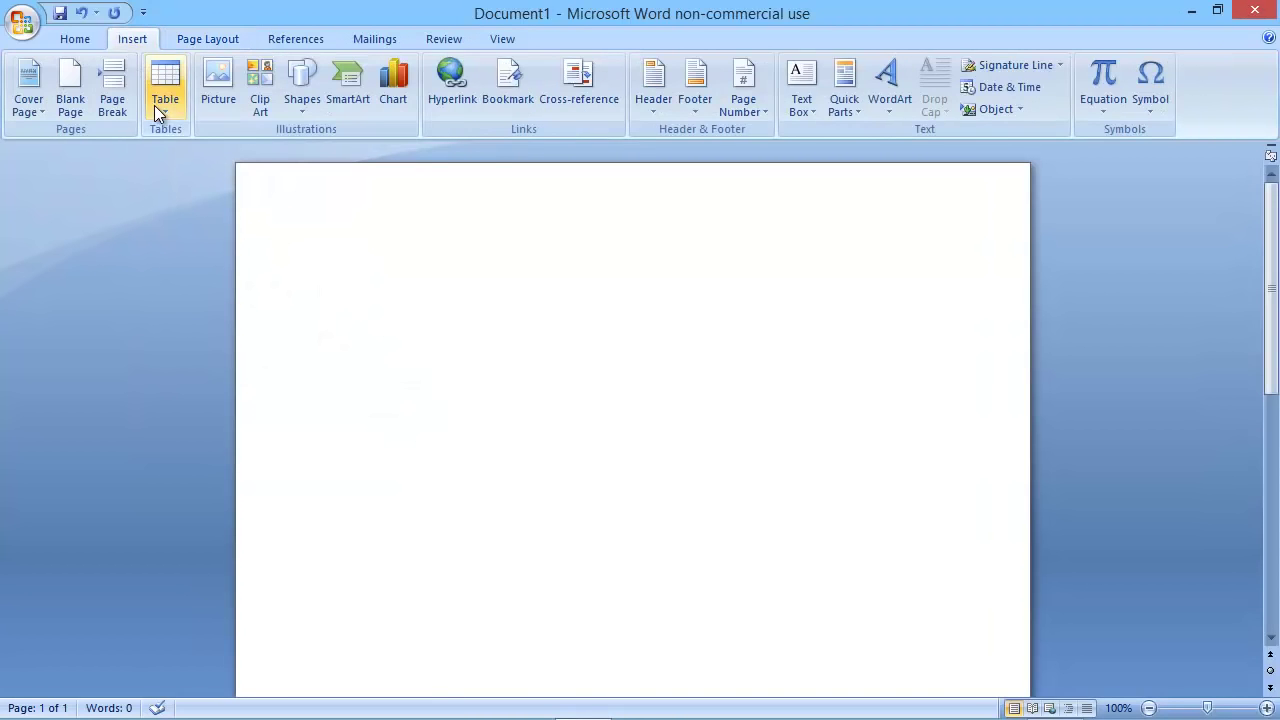 Document1 - Microsoft Word non-commercial use
Home Insert Page Layout References Mailings Review View
Cover Page
Blank Page
Page Break
Pages
Table
Tables
Picture
Clip Art
Shapes
SmartArt
Chart
Illustrations
Hyperlink
Bookmark
Cross-reference
Links
Header
Footer
Page Number
Header & Footer
Text Box
Quick Parts
WordArt
Drop Cap
Signature Line
Date & Time
Object
Text
Equation
Symbol
Symbols
Page: 1 of 1 Words: 0 100%